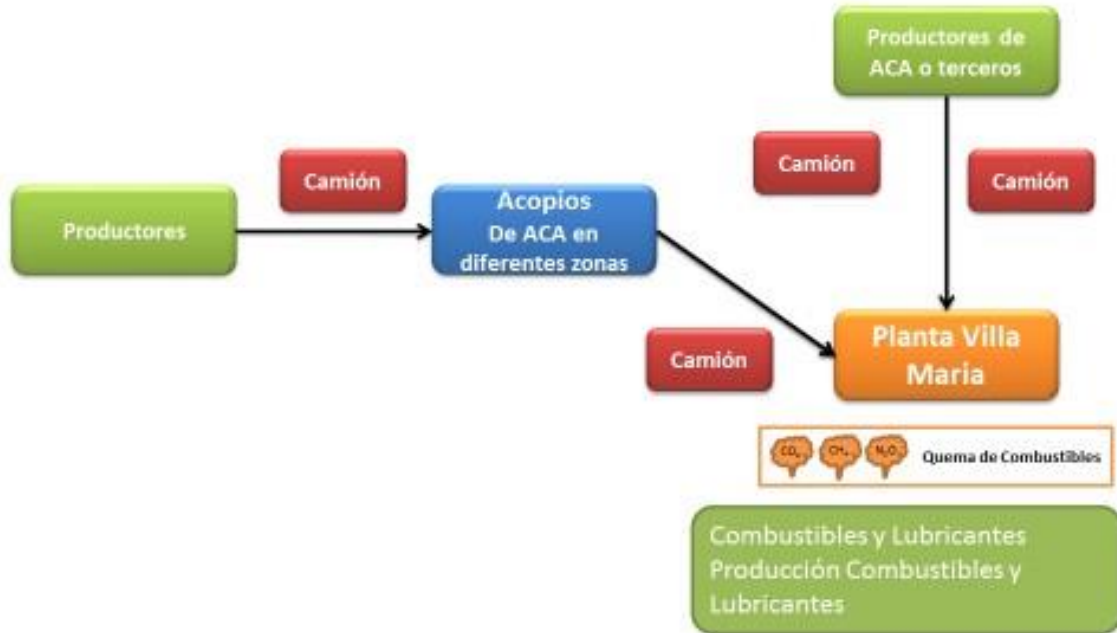 Productores de
ACA o terceros
Camión
Camión
Camión
Productores
Acopios
De ACA en
diferentes zonas
Camión
Planta Villa
Maria
CO₂ CH₄ N₂O Quema de Combustibles
Combustibles y Lubricantes
Producción Combustibles y
Lubricantes